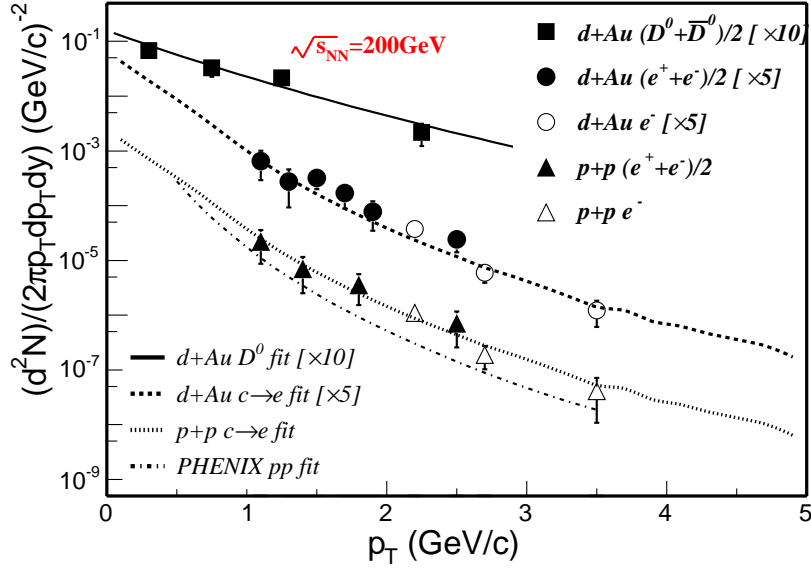 (d²N)/(2πp_T dp_T dy) (GeV/c)⁻²
10⁻¹
10⁻³
10⁻⁵
10⁻⁷
10⁻⁹
√s_NN=200GeV
d+Au (D⁰+D̅⁰)/2 [×10]
d+Au (e⁺+e⁻)/2 [×5]
d+Au e⁻ [×5]
p+p (e⁺+e⁻)/2
p+p e⁻
d+Au D⁰ fit [×10]
d+Au c→e fit [×5]
p+p c→e fit
PHENIX pp fit
0 1 2 3 4 5
p_T (GeV/c)